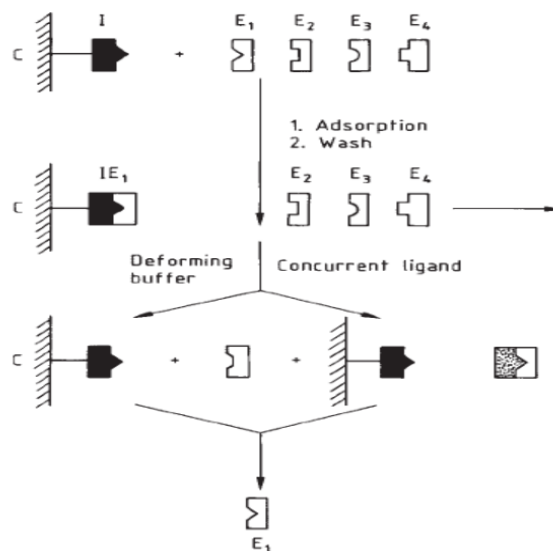 I E₁ E₂ E₃ E₄
C +
1. Adsorption
2. Wash
IE₁ E₂ E₃ E₄
C
Deforming
buffer
Concurrent ligand
C + +
E₁